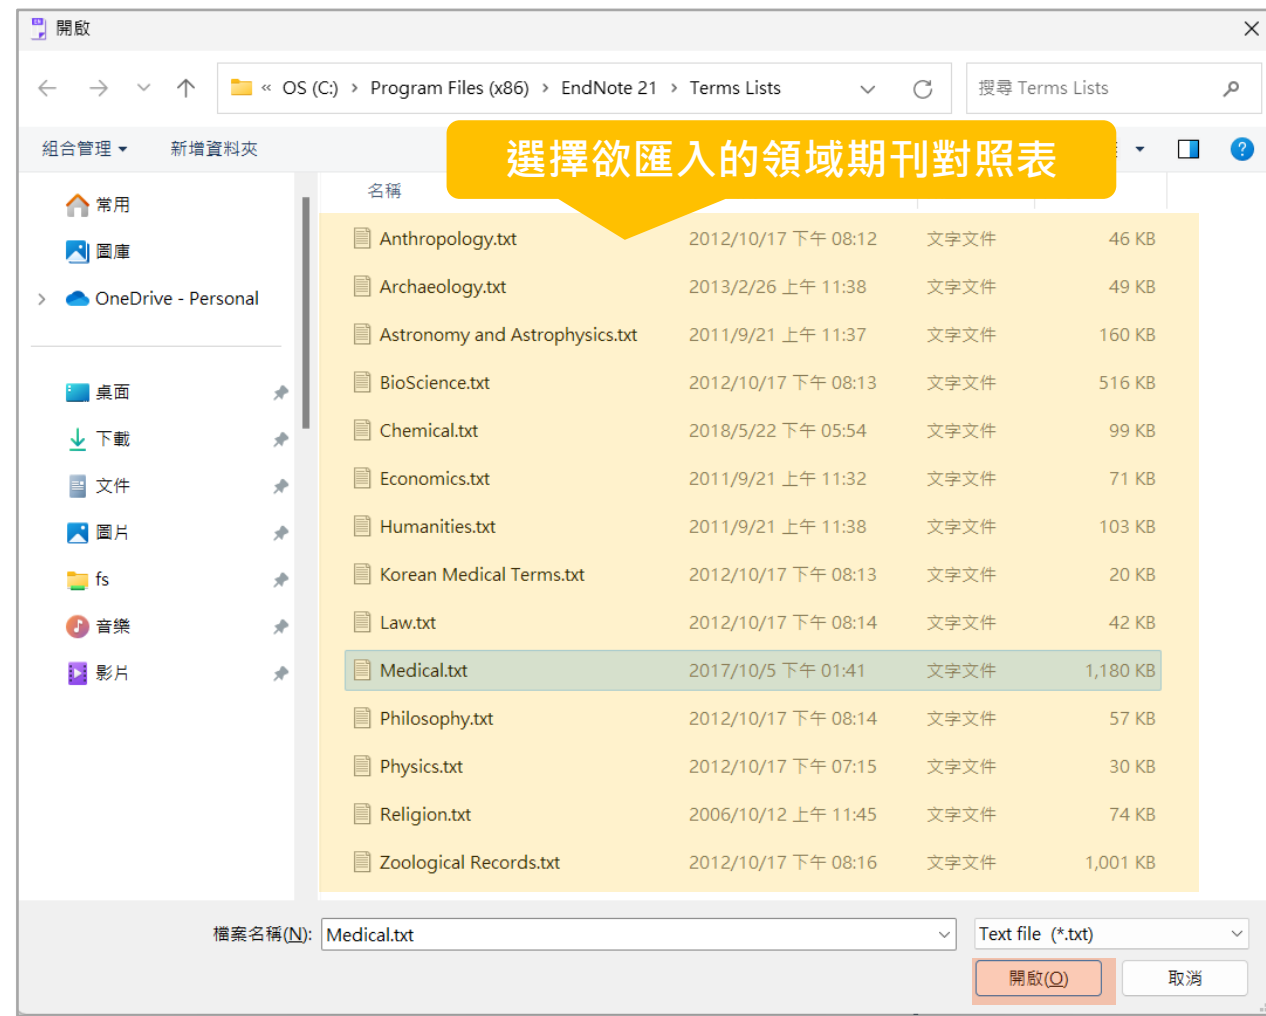 開啟
« OS (C:) › Program Files (x86) › EndNote 21 › Terms Lists
搜尋 Terms Lists
組合管理 新增資料夾
選擇欲匯入的領域期刊對照表
名稱
常用
圖庫
OneDrive - Personal
桌面
下載
文件
圖片
fs
音樂
影片
Anthropology.txt 2012/10/17 下午 08:12 文字文件 46 KB
Archaeology.txt 2013/2/26 上午 11:38 文字文件 49 KB
Astronomy and Astrophysics.txt 2011/9/21 上午 11:37 文字文件 160 KB
BioScience.txt 2012/10/17 下午 08:13 文字文件 516 KB
Chemical.txt 2018/5/22 下午 05:54 文字文件 99 KB
Economics.txt 2011/9/21 上午 11:32 文字文件 71 KB
Humanities.txt 2011/9/21 上午 11:38 文字文件 103 KB
Korean Medical Terms.txt 2012/10/17 下午 08:13 文字文件 20 KB
Law.txt 2012/10/17 下午 08:14 文字文件 42 KB
Medical.txt 2017/10/5 下午 01:41 文字文件 1,180 KB
Philosophy.txt 2012/10/17 下午 08:14 文字文件 57 KB
Physics.txt 2012/10/17 下午 07:15 文字文件 30 KB
Religion.txt 2006/10/12 上午 11:45 文字文件 74 KB
Zoological Records.txt 2012/10/17 下午 08:16 文字文件 1,001 KB
檔案名稱(N): Medical.txt
Text file (*.txt)
開啟(O) 取消